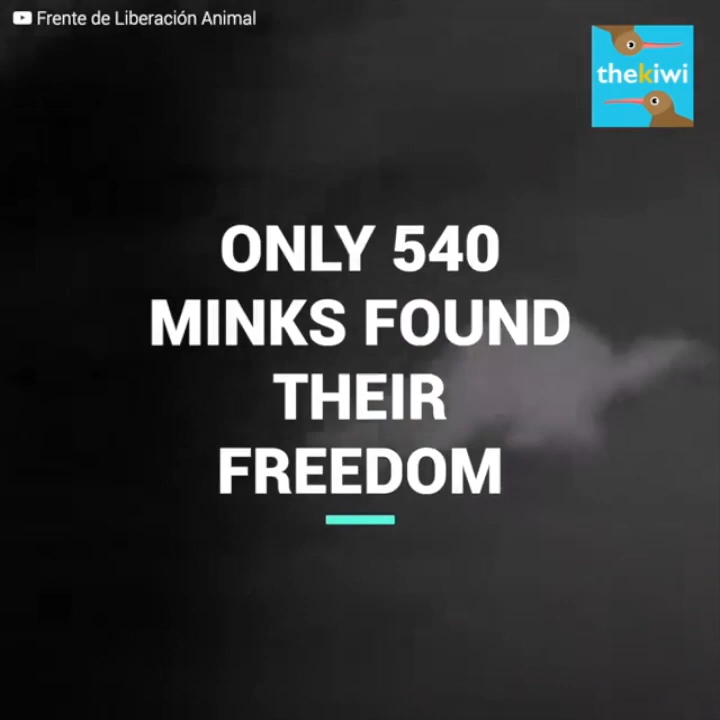 Frente de Liberación Animal
thekiwi
ONLY 540
MINKS FOUND
THEIR
FREEDOM